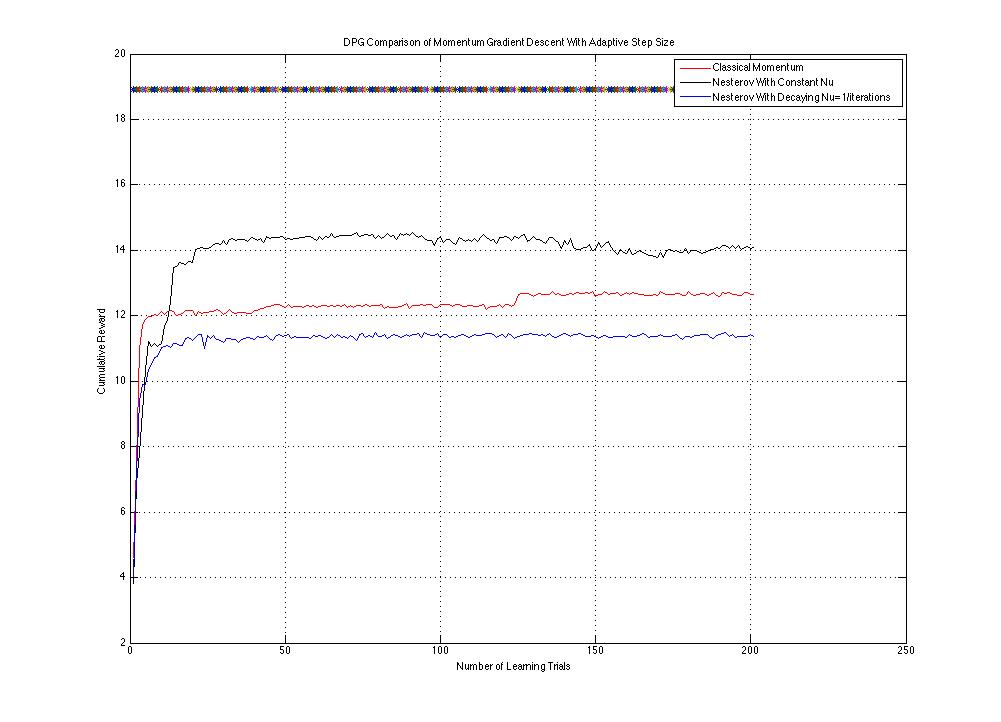 DPG Comparison of Momentum Gradient Descent With Adaptive Step Size
20
18
16
14
12
10
8
6
4
2
Cumulative Reward
Classical Momentum
Nesterov With Constant Nu
Nesterov With Decaying Nu= 1/iterations
0
50
100
150
200
250
Number of Learning Trials